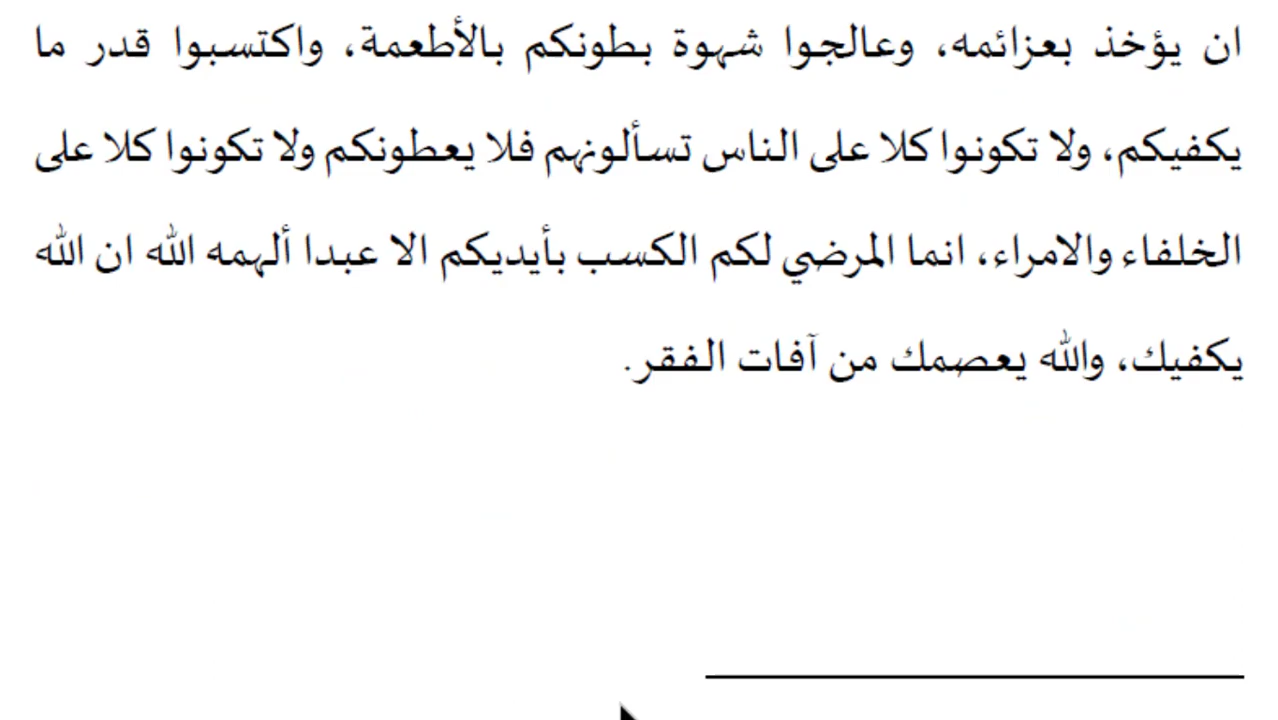 ان يؤخذ بعزائمه، وعالجوا شهوة بطونكم بالأطعمة، واكتسبوا قدر ما
يكفيكم، ولا تكونوا كلا على الناس تسألونهم فلا يعطونكم ولا تكونوا كلا على
الخلفاء والامراء، انما المرضي لكم الكسب بأيديكم الا عبدا ألهمه الله ان الله
يكفيك، والله يعصمك من آفات الفقر.